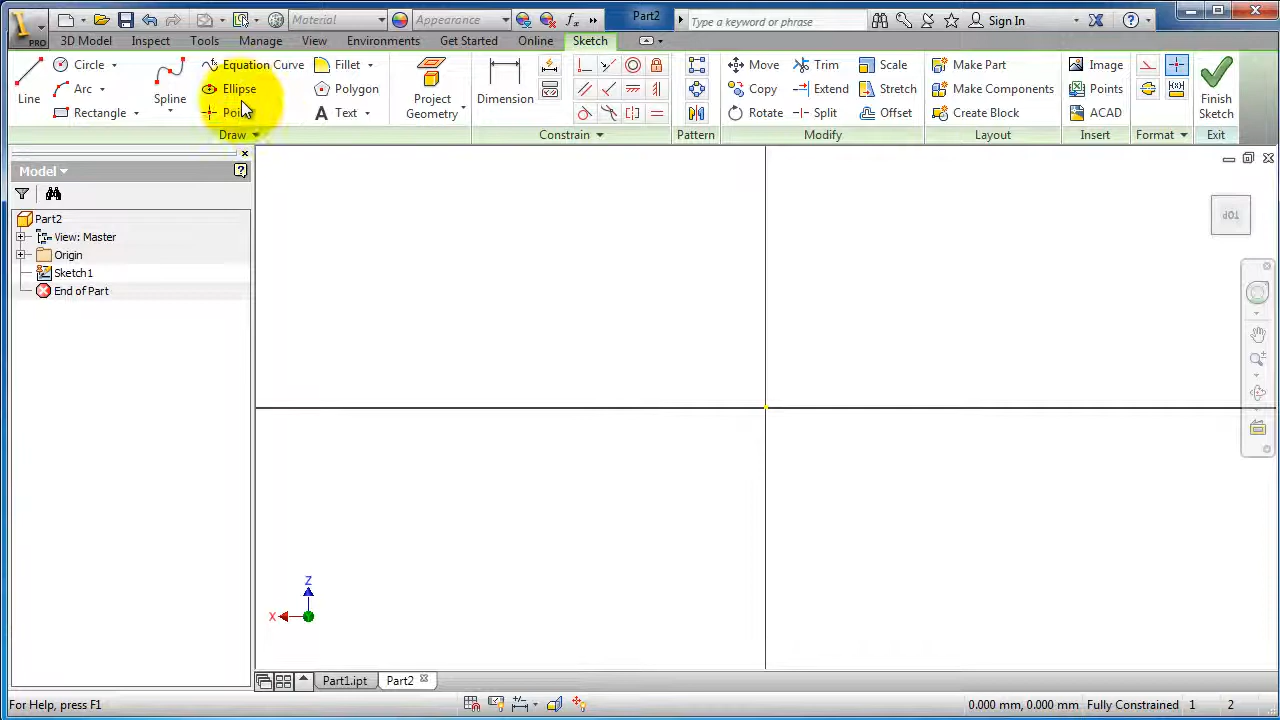 Material
Appearance
Part2
Type a keyword or phrase
Sign In
PRO
3D Model
Inspect
Tools
Manage
View
Environments
Get Started
Online
Sketch
Line
Circle
Arc
Rectangle
Spline
Equation Curve
Ellipse
Fillet
Polygon
Text
Draw
Project Geometry
Dimension
Constrain
Pattern
Move
Copy
Rotate
Trim
Extend
Split
Scale
Stretch
Offset
Modify
Make Part
Make Components
Create Block
Layout
Image
Points
ACAD
Insert
Format
Finish Sketch
Exit
Model
Part2
View: Master
Origin
Sketch1
End of Part
TOP
Z
X
Part1.ipt
Part2
For Help, press F1
0.000 mm, 0.000 mm
Fully Constrained
1
2